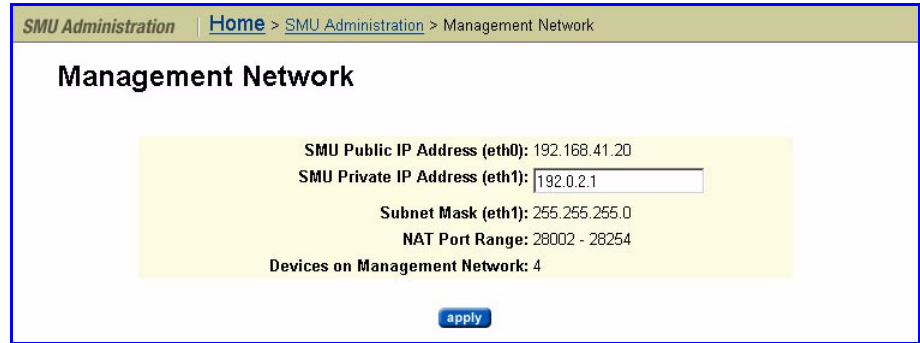 SMU Administration Home > SMU Administration > Management Network
Management Network
SMU Public IP Address (eth0): 192.168.41.20
SMU Private IP Address (eth1): 192.0.2.1
Subnet Mask (eth1): 255.255.255.0
NAT Port Range: 28002 - 28254
Devices on Management Network: 4
apply